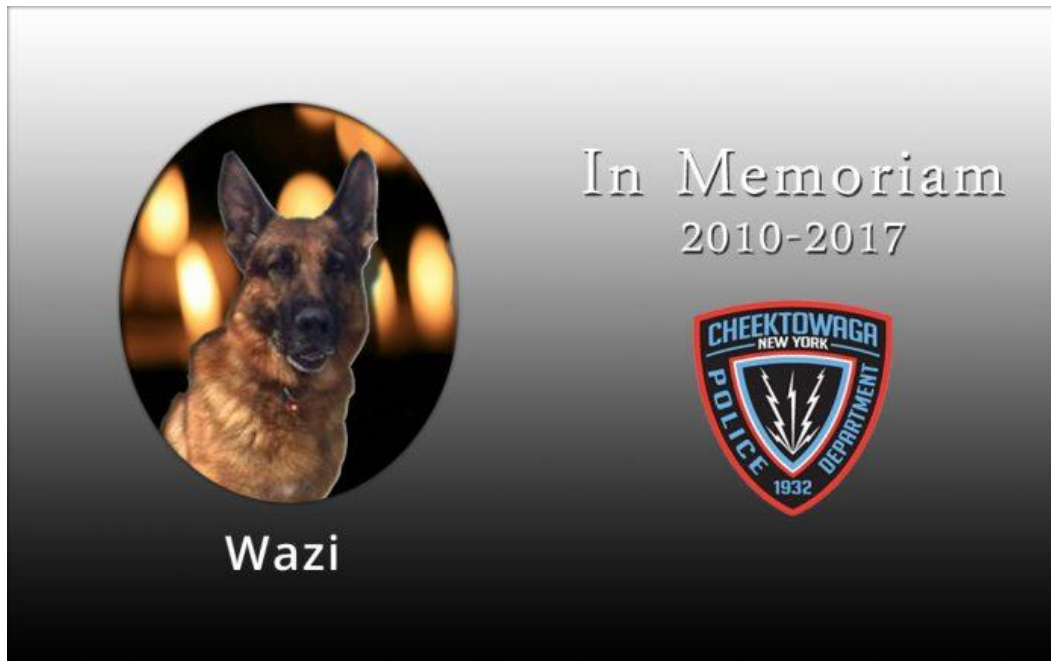 In Memoriam
2010-2017
CHEEKTOWAGA
NEW YORK
POLICE
DEPARTMENT
1932
Wazi